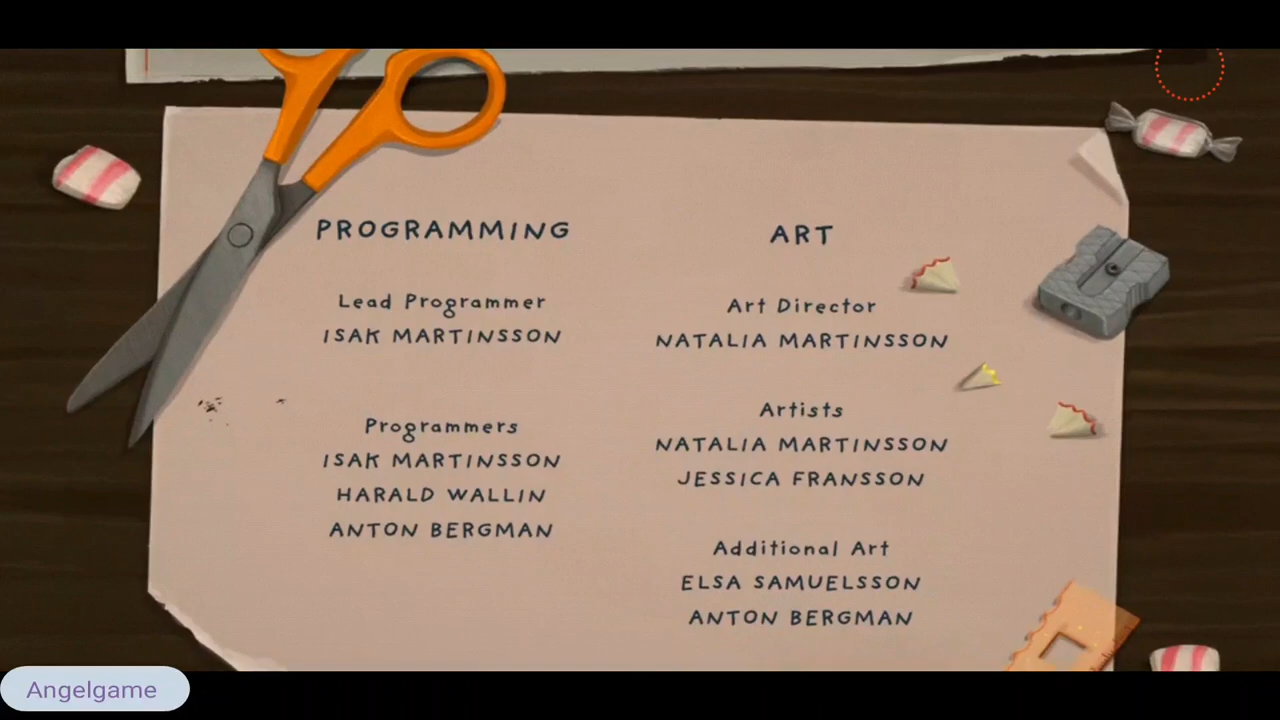 PROGRAMMING
Lead Programmer
ISAK MARTINSSON
Programmers
ISAK MARTINSSON
HARALD WALLIN
ANTON BERGMAN
ART
Art Director
NATALIA MARTINSSON
Artists
NATALIA MARTINSSON
JESSICA FRANSSON
Additional Art
ELSA SAMUELSSON
ANTON BERGMAN
Angelgame